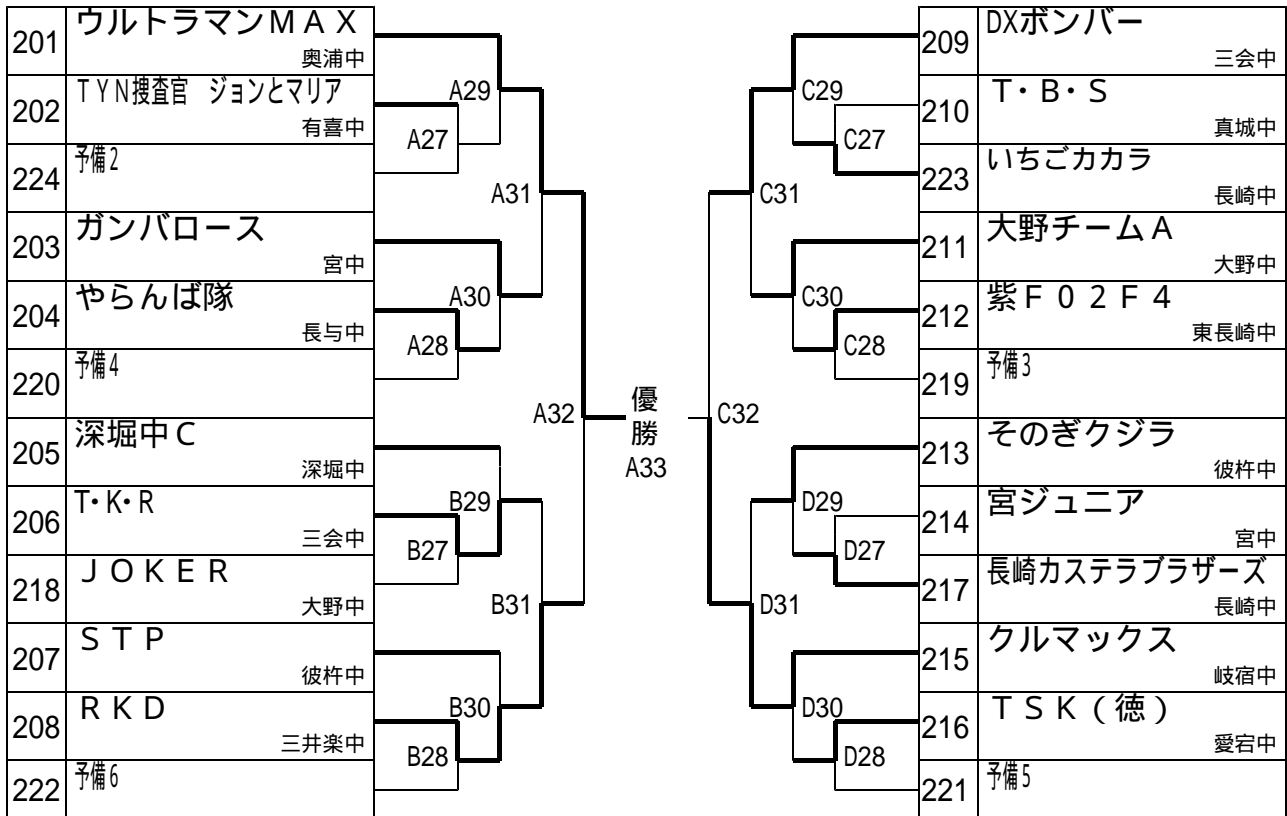 201 ウルトラマンＭＡＸ
奥浦中
202 ＴＹＮ捜査官　ジョンとマリア
有喜中
224 予備2
203 ガンバロース
宮中
204 やらんば隊
長与中
220 予備4
205 深堀中Ｃ
深堀中
206 T・K・R
三会中
218 ＪＯＫＥＲ
大野中
207 ＳＴＰ
彼杵中
208 ＲＫＤ
三井楽中
222 予備6
A27
A28
B27
B28
A29
A30
B29
B30
A31
B31
A32
優
勝
A33
C32
C31
D31
C29
C30
D29
D30
C27
C28
D27
D28
209 DXボンバー
三会中
210 Ｔ・Ｂ・Ｓ
真城中
223 いちごカカラ
長崎中
211 大野チームＡ
大野中
212 紫Ｆ０２Ｆ４
東長崎中
219 予備3
213 そのぎクジラ
彼杵中
214 宮ジュニア
宮中
217 長崎カステラブラザーズ
長崎中
215 クルマックス
岐宿中
216 ＴＳＫ（徳）
愛宕中
221 予備5